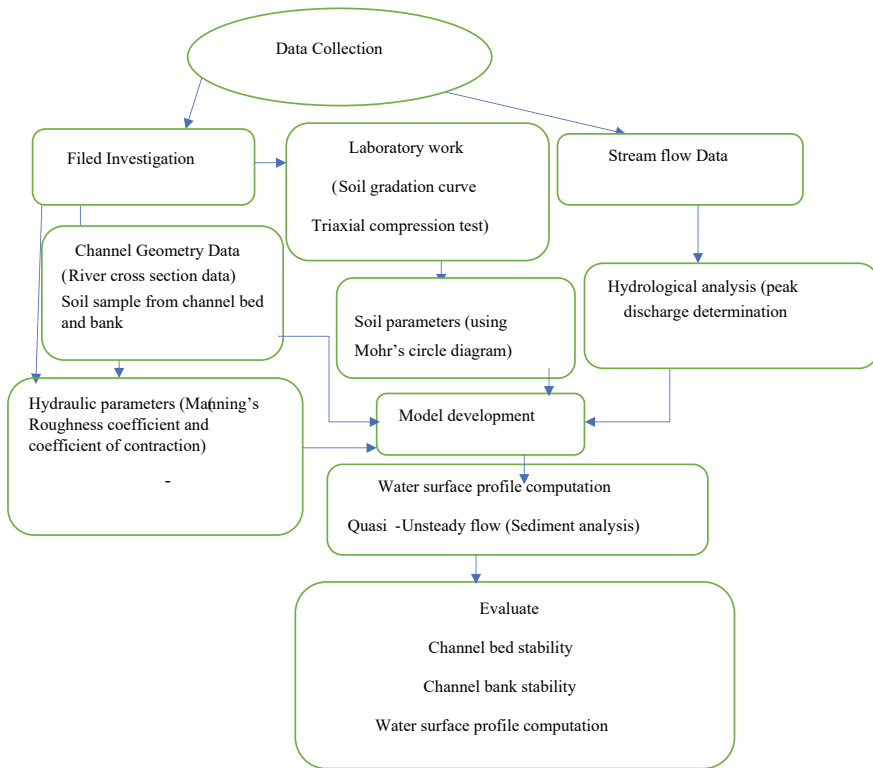 Data Collection
Filed Investigation
Laboratory work
(Soil gradation curve
Triaxial compression test)
Stream flow Data
Channel Geometry Data
(River cross section data)
Soil sample from channel bed
and bank
Soil parameters (using
Mohr's circle diagram)
Hydrological analysis (peak
discharge determination
Hydraulic parameters (Manning's
Roughness coefficient and
coefficient of contraction)
-
Model development
Water surface profile computation
Quasi -Unsteady flow (Sediment analysis)
Evaluate
Channel bed stability
Channel bank stability
Water surface profile computation